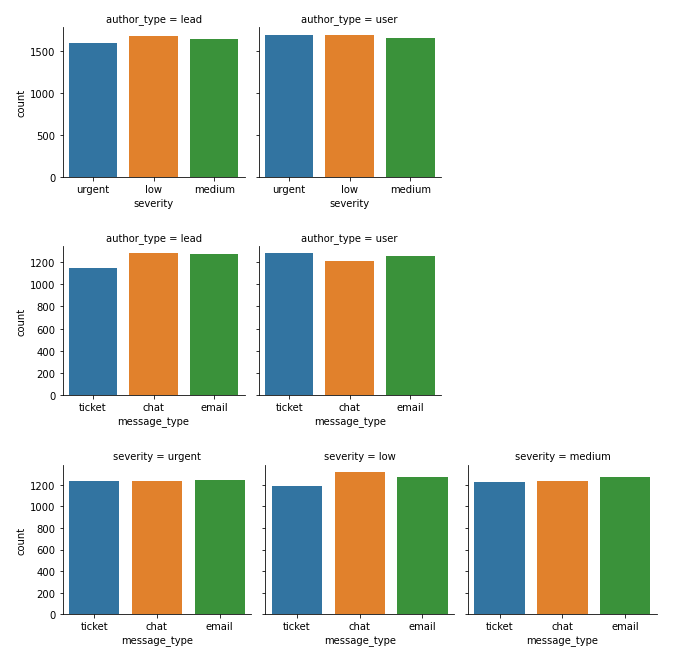 author_type = lead author_type = user
1500
1000
500
0
count
urgent low medium urgent low medium
severity severity
author_type = lead author_type = user
1200
1000
800
600
400
200
0
count
ticket chat email ticket chat email
message_type message_type
severity = urgent severity = low severity = medium
1200
1000
800
600
400
200
0
count
ticket chat email ticket chat email ticket chat email
message_type message_type message_type